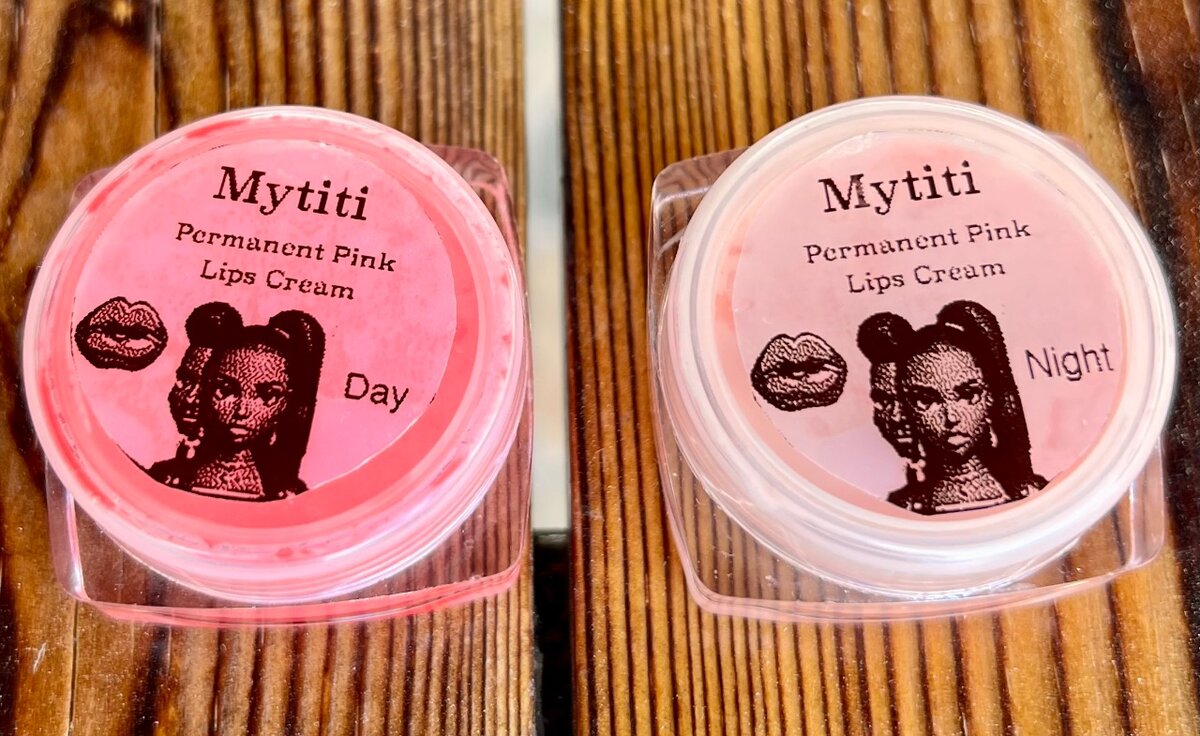 Mytiti
Permanent Pink
Lips Cream
Day
Mytiti
Permanent Pink
Lips Cream
Night